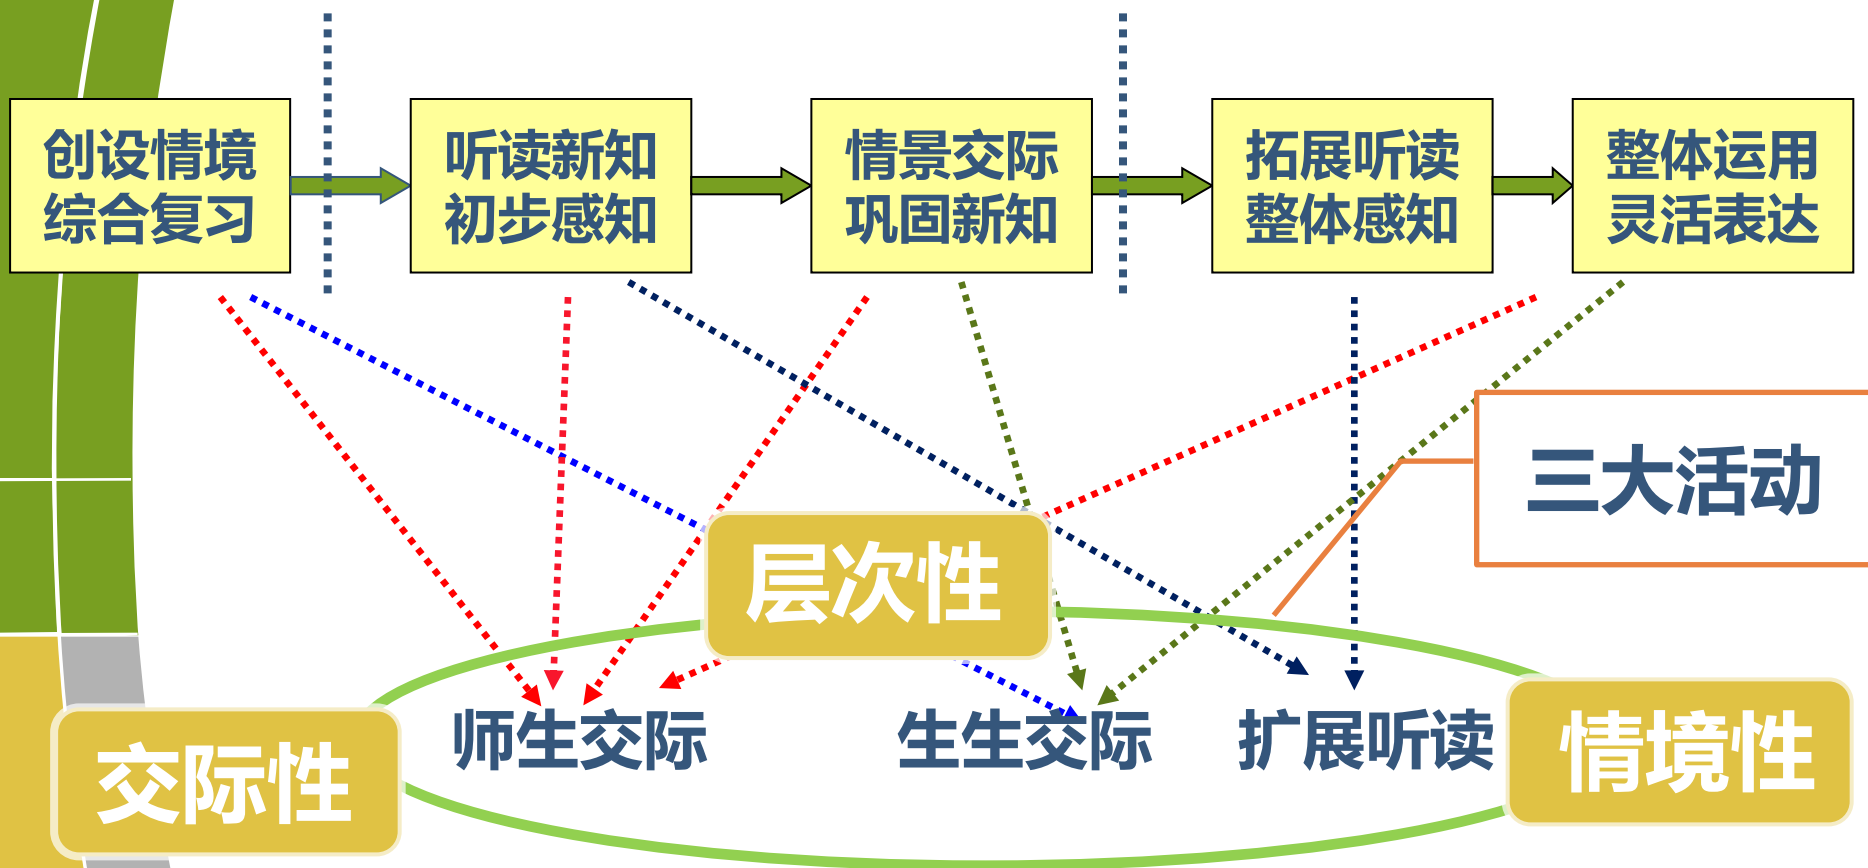 创设情境
综合复习
听读新知
初步感知
情景交际
巩固新知
拓展听读
整体感知
整体运用
灵活表达
三大活动
层次性
师生交际
生生交际
扩展听读
交际性
情境性